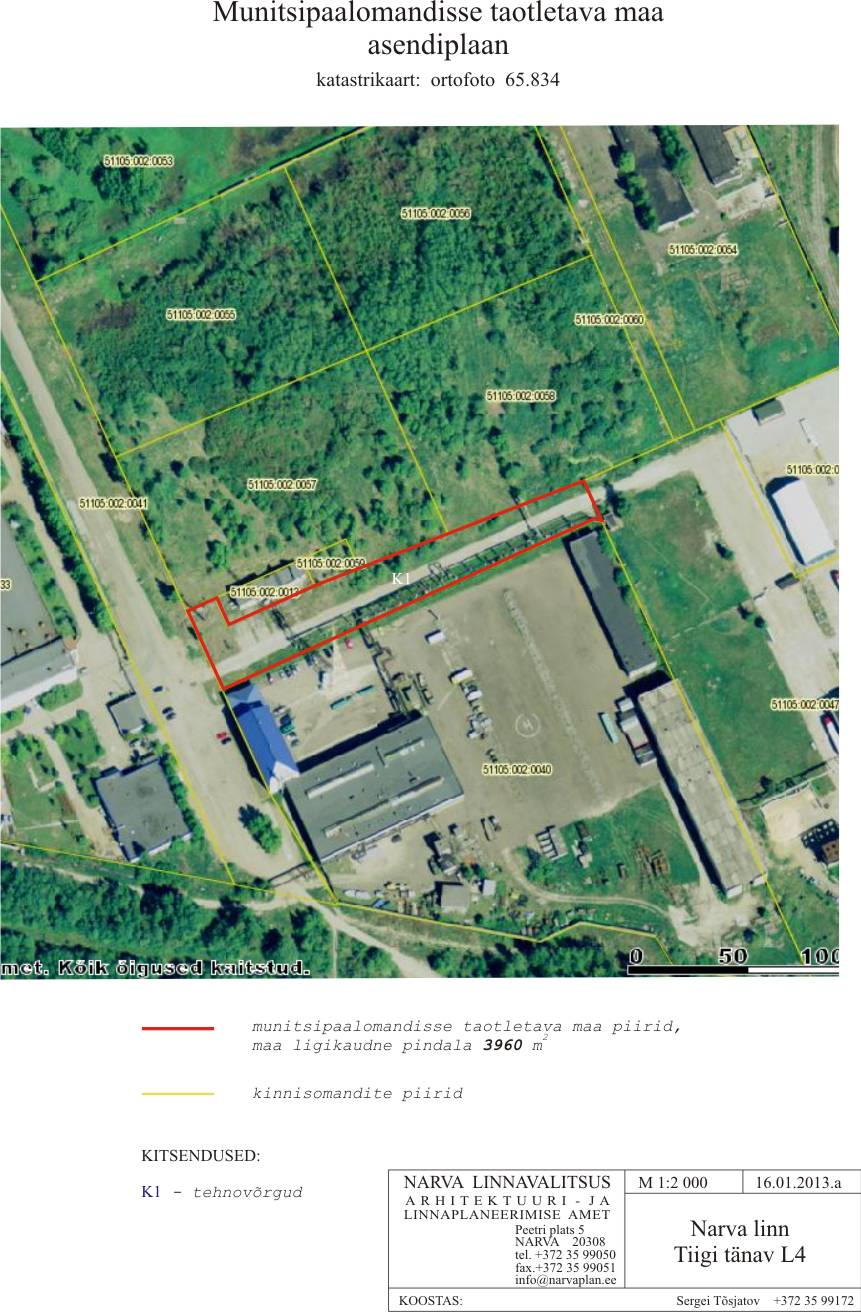 Munitsipaalomandisse taotletava maa
asendiplaan
katastrikaart: ortofoto 65.834
51105:002:0053
51105:002:0056
51105:002:0054
51105:002:0055
51105:002:0060
51105:002:0058
51105:002:0
51105:002:0057
51105:002:0041
51105:002:0059
K1
33
51105:002:0013
51105:002:0047
51105:002:0040
met. Kõik õigused kaitstud.
0 50 100
munitsipaalomandisse taotletava maa piirid,
maa ligikaudne pindala 3960 m²
kinnisomandite piirid
KITSENDUSED:
K1 - tehnovõrgud
NARVA LINNAVALITSUS
ARHITEKTUURI - JA
LINNAPLANEERIMISE AMET
Peetri plats 5
NARVA 20308
tel. +372 35 99050
fax.+372 35 99051
info@narvaplan.ee
M 1:2 000
16.01.2013.a
Narva linn
Tiigi tänav L4
KOOSTAS: Sergei Tõsjatov +372 35 99172